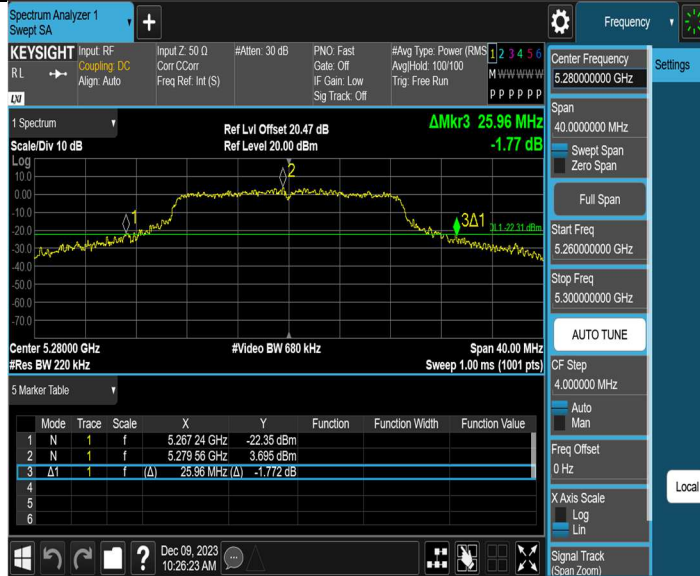 Spectrum Analyzer 1
Swept SA
+
Frequency
KEYSIGHT
RL
LXI
Input: RF
Coupling: DC
Align: Auto
Input Z: 50 Ω
Corr CCorr
Freq Ref: Int (S)
#Atten: 30 dB
PNO: Fast
Gate: Off
IF Gain: Low
Sig Track: Off
#Avg Type: Power (RMS
Avg|Hold: 100/100
Trig: Free Run
1 2 3 4 5 6
M W W W W W
P P P P P P
Center Frequency
5.280000000 GHz
Settings
Span
40.0000000 MHz
Swept Span
Zero Span
Full Span
Start Freq
5.260000000 GHz
Stop Freq
5.300000000 GHz
AUTO TUNE
CF Step
4.000000 MHz
Auto
Man
Freq Offset
0 Hz
X Axis Scale
Log
Lin
Signal Track
(Span Zoom)
Local
1 Spectrum
Scale/Div 10 dB
Ref Lvl Offset 20.47 dB
Ref Level 20.00 dBm
ΔMkr3 25.96 MHz
-1.77 dB
Log
10.0
0.00
-10.0
-20.0
-30.0
-40.0
-50.0
-60.0
-70.0
1
2
3Δ1
DL1 -22.31 dBm
Center 5.28000 GHz
#Video BW 680 kHz
Span 40.00 MHz
#Res BW 220 kHz
Sweep 1.00 ms (1001 pts)
5 Marker Table
Mode Trace Scale X Y Function Function Width Function Value
1 N 1 f 5.267 24 GHz -22.35 dBm
2 N 1 f 5.279 56 GHz 3.695 dBm
3 Δ1 1 f (Δ) 25.96 MHz (Δ) -1.772 dB
4
5
6
?
Dec 09, 2023
10:26:23 AM